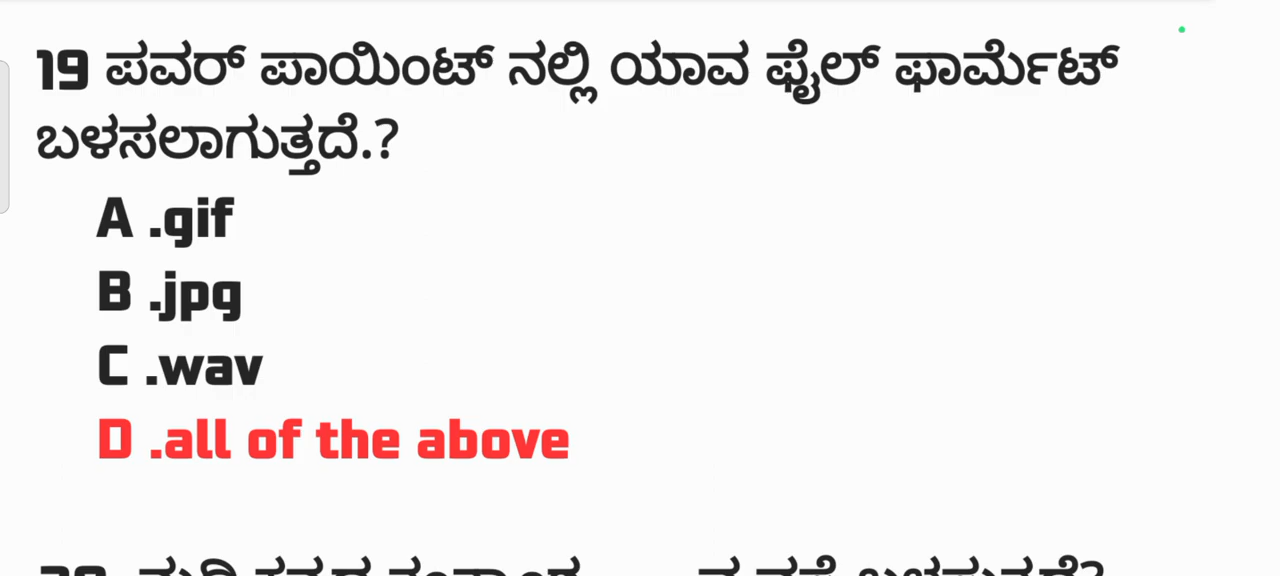 19 ಪವರ್ ಪಾಯಿಂಟ್ ನಲ್ಲಿ ಯಾವ ಫೈಲ್ ಫಾರ್ಮೆಟ್
ಬಳಸಲಾಗುತ್ತದೆ.?
A .gif
B .jpg
C .wav
D .all of the above